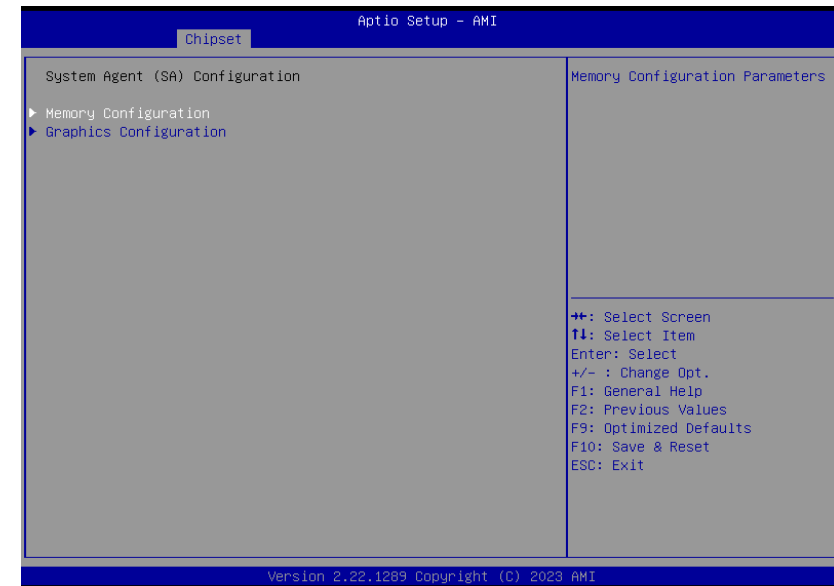 Aptio Setup – AMI
Chipset
System Agent (SA) Configuration
Memory Configuration
Graphics Configuration
Memory Configuration Parameters
→←: Select Screen
↑↓: Select Item
Enter: Select
+/- : Change Opt.
F1: General Help
F2: Previous Values
F9: Optimized Defaults
F10: Save & Reset
ESC: Exit
Version 2.22.1289 Copyright (C) 2023 AMI